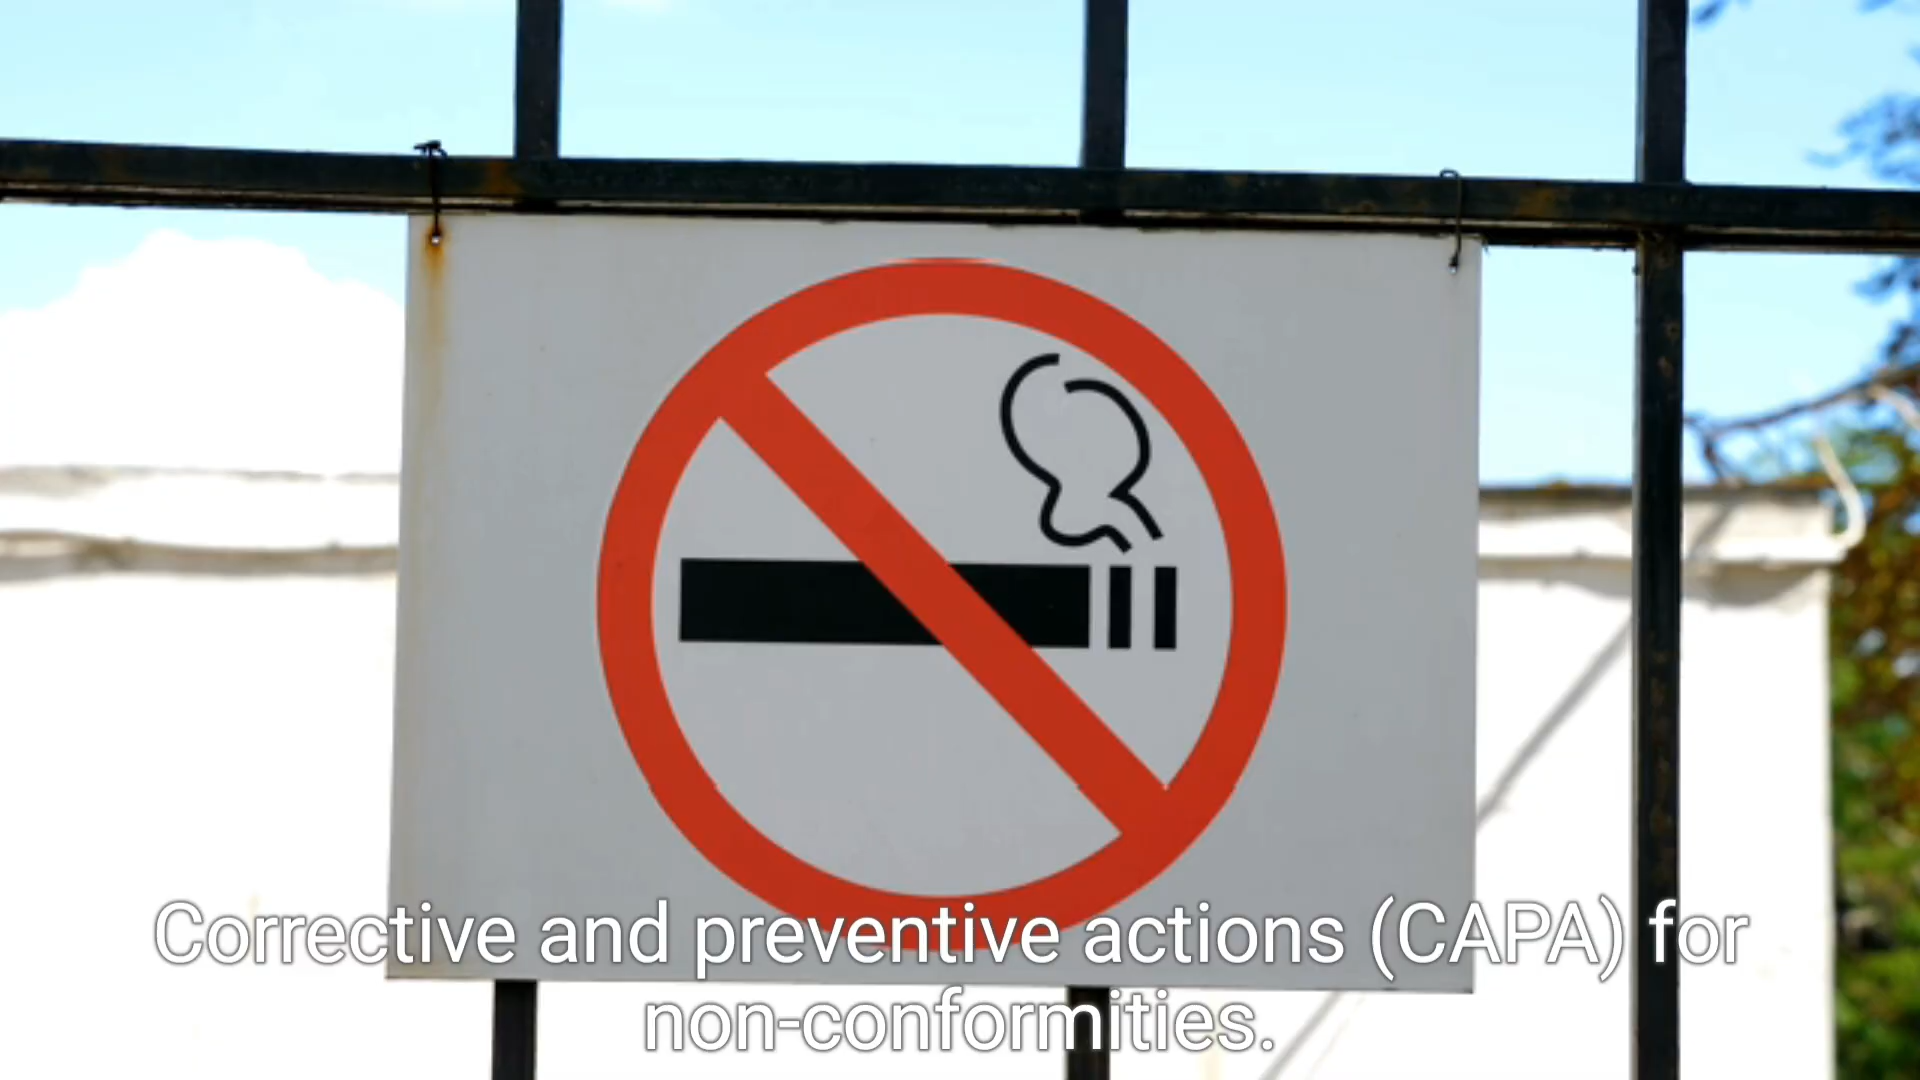 Corrective and preventive actions (CAPA) for
non-conformities.